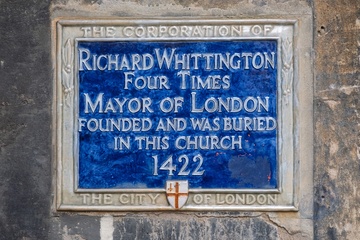 THE CORPORATION OF
RICHARD WHITTINGTON
FOUR TIMES
MAYOR OF LONDON
FOUNDED AND WAS BURIED
IN THIS CHURCH
1422
THE CITY OF LONDON